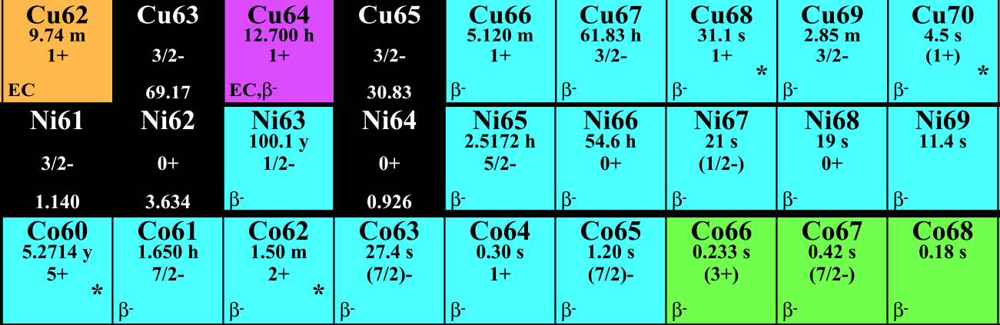 Cu62 Cu63 Cu64 Cu65 Cu66 Cu67 Cu68 Cu69 Cu70
9.74 m 12.700 h 5.120 m 61.83 h 31.1 s 2.85 m 4.5 s
1+ 3/2- 1+ 3/2- 1+ 3/2- 1+ 3/2- (1+)
* *
EC 69.17 EC,β- 30.83 β- β- β- β- β-
Ni61 Ni62 Ni63 Ni64 Ni65 Ni66 Ni67 Ni68 Ni69
100.1 y 2.5172 h 54.6 h 21 s 19 s 11.4 s
3/2- 0+ 1/2- 0+ 5/2- 0+ (1/2-) 0+
1.140 3.634 β- 0.926 β- β- β- β-
Co60 Co61 Co62 Co63 Co64 Co65 Co66 Co67 Co68
5.2714 y 1.650 h 1.50 m 27.4 s 0.30 s 1.20 s 0.233 s 0.42 s 0.18 s
5+ 7/2- 2+ (7/2)- 1+ (7/2)- (3+) (7/2-)
* *
β- β- β- β- β- β- β- β-